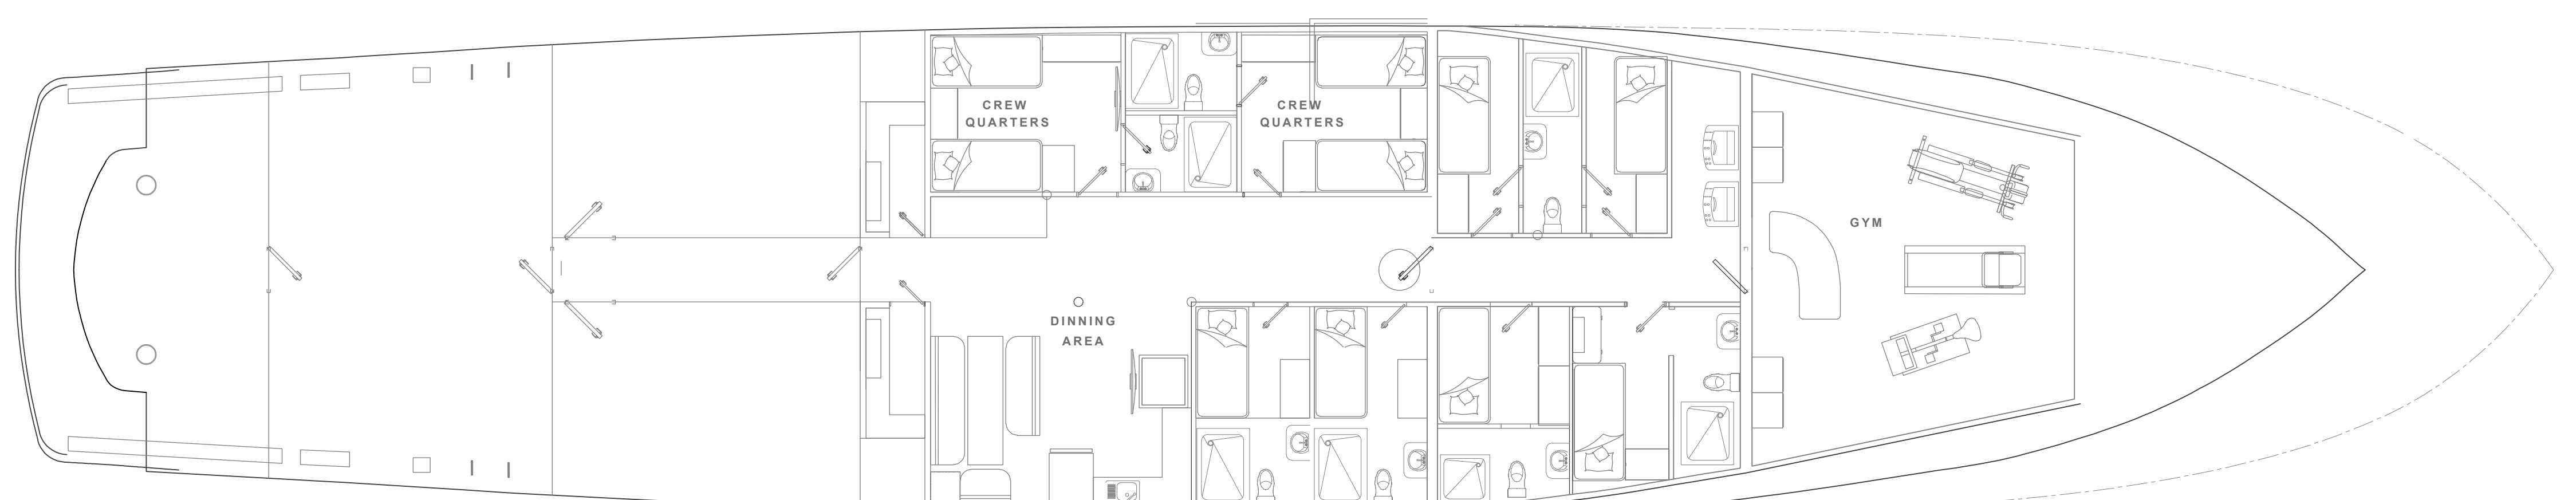 CREW
QUARTERS
CREW
QUARTERS
GYM
DINNING
AREA